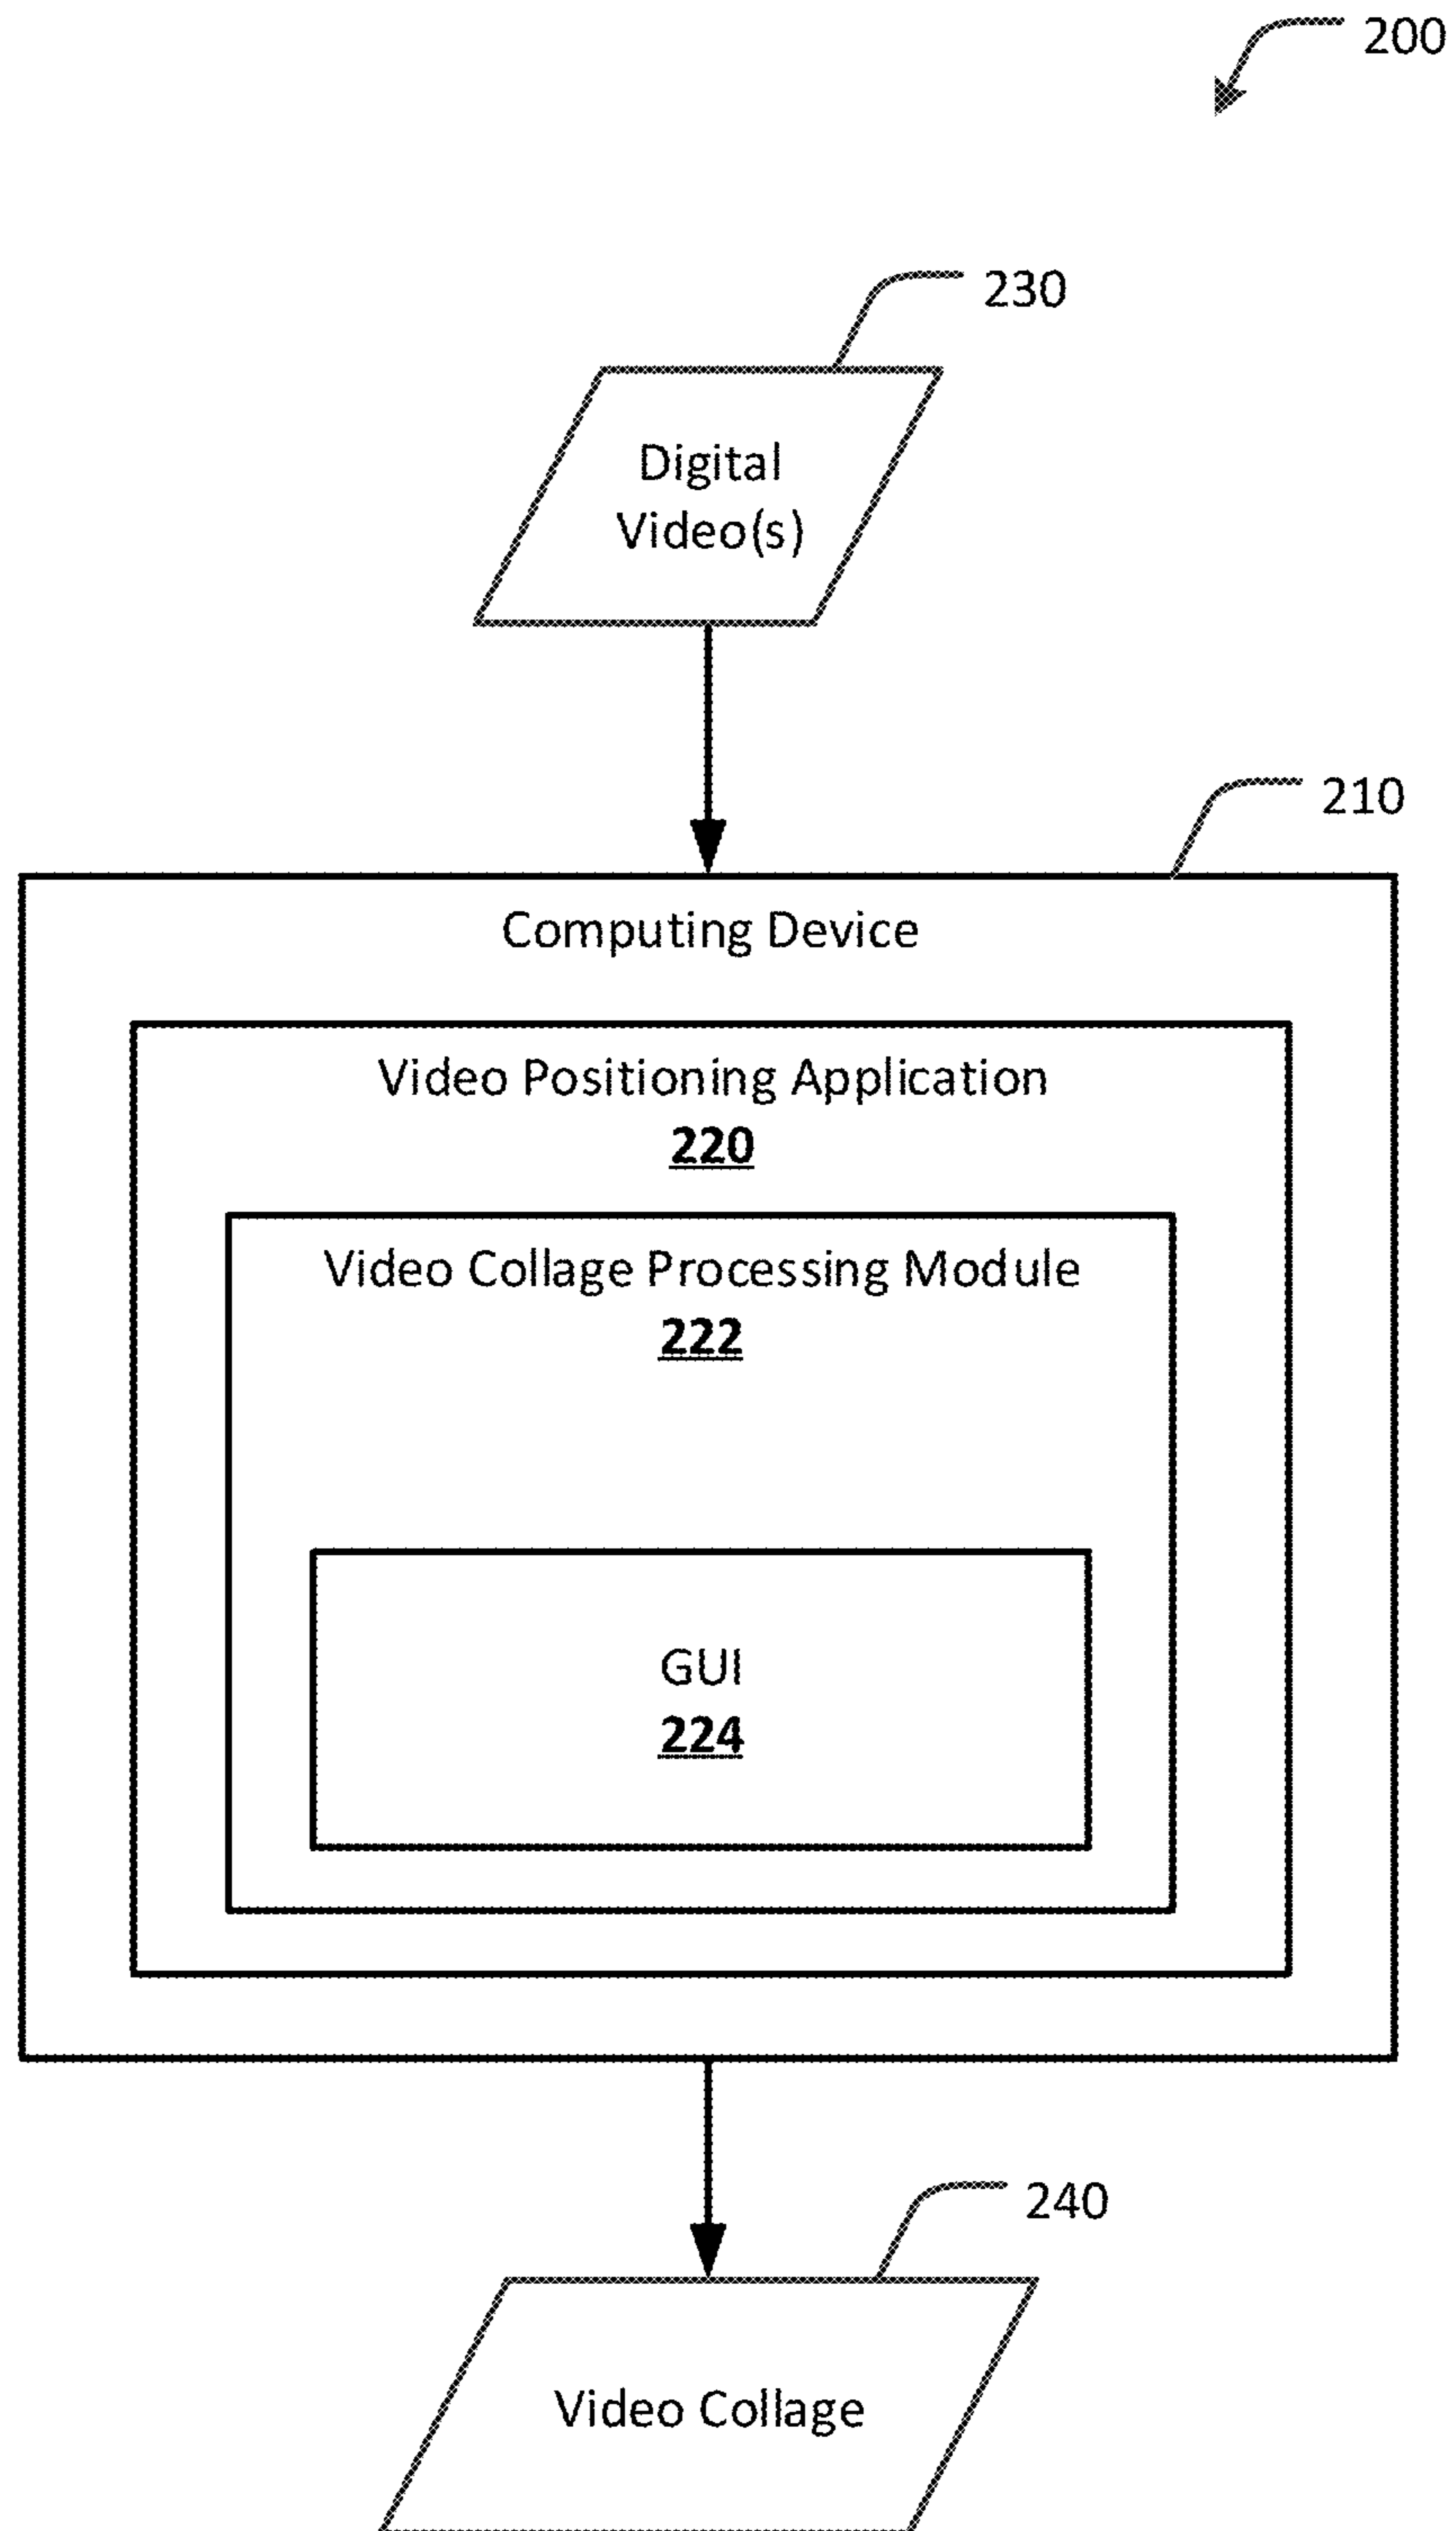 200
230
Digital
Video(s)
210
Computing Device
Video Positioning Application
220
Video Collage Processing Module
222
GUI
224
240
Video Collage